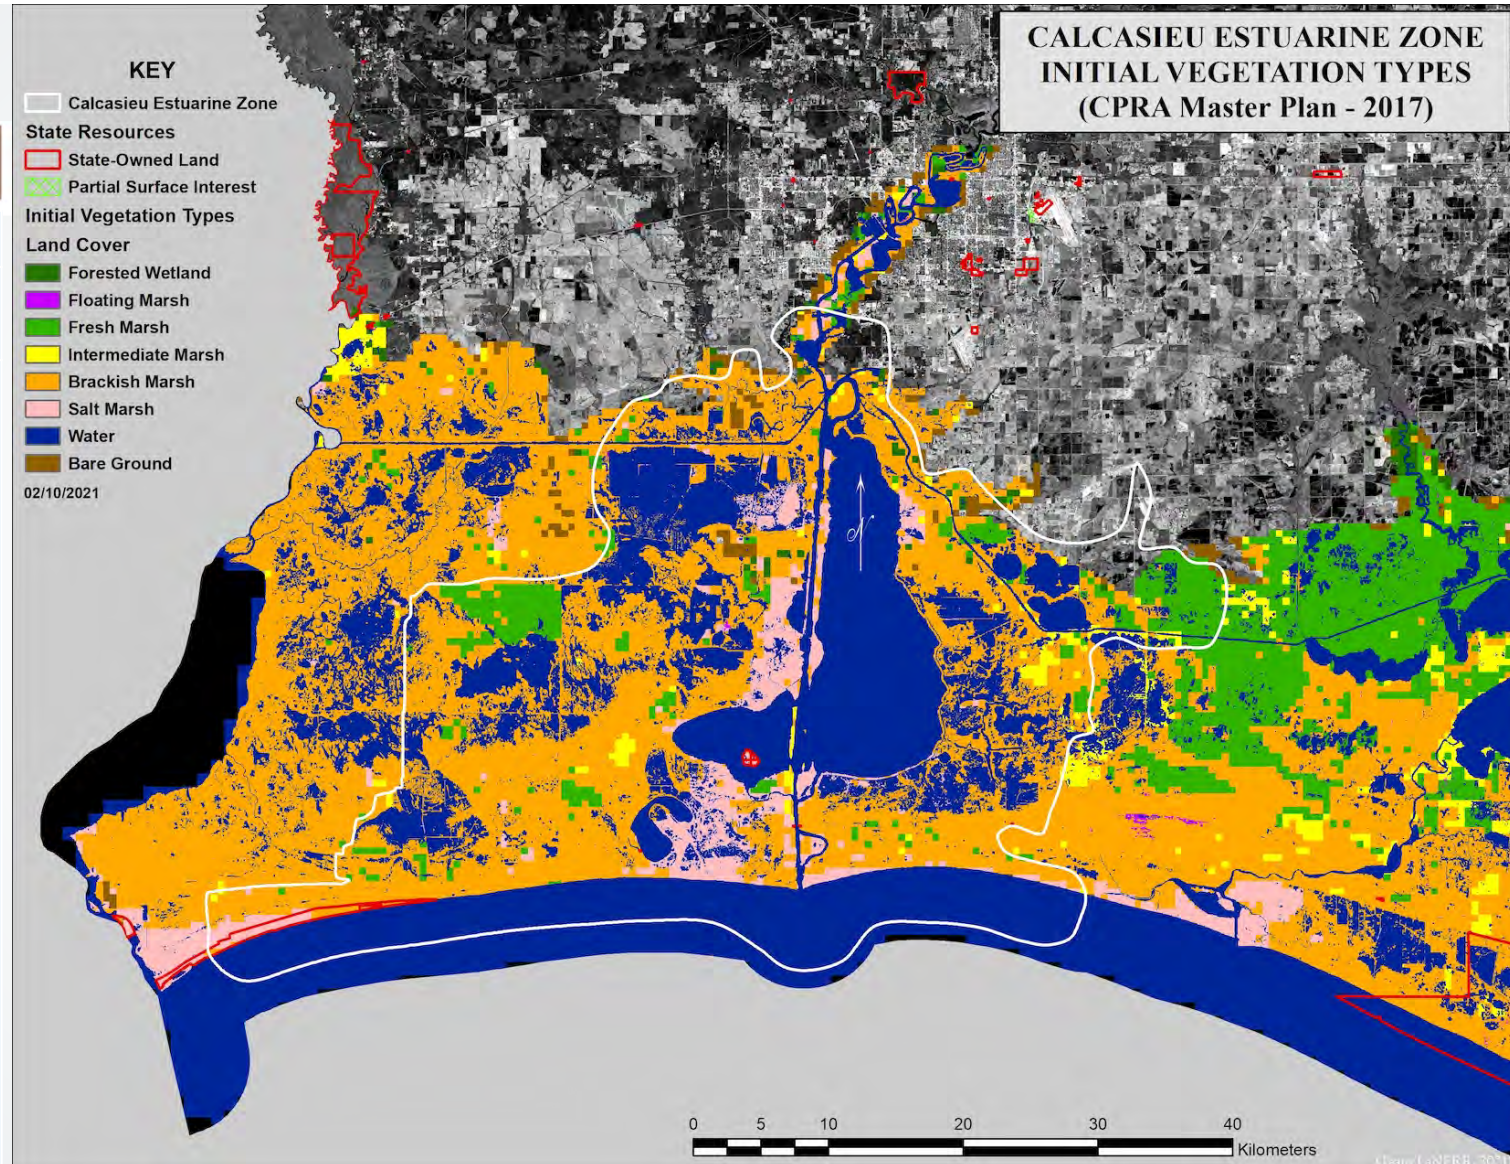 CALCASIEU ESTUARINE ZONE
INITIAL VEGETATION TYPES
(CPRA Master Plan - 2017)
KEY
Calcasieu Estuarine Zone
State Resources
State-Owned Land
Partial Surface Interest
Initial Vegetation Types
Land Cover
Forested Wetland
Floating Marsh
Fresh Marsh
Intermediate Marsh
Brackish Marsh
Salt Marsh
Water
Bare Ground
02/10/2021
N
0 5 10 20 30 40
Kilometers